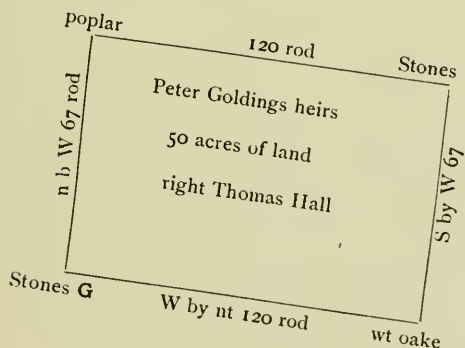 poplar
120 rod
Stones
Peter Goldings heirs
50 acres of land
right Thomas Hall
n b W 67 rod
S by W 67
Stones G
W by nt 120 rod
wt oake